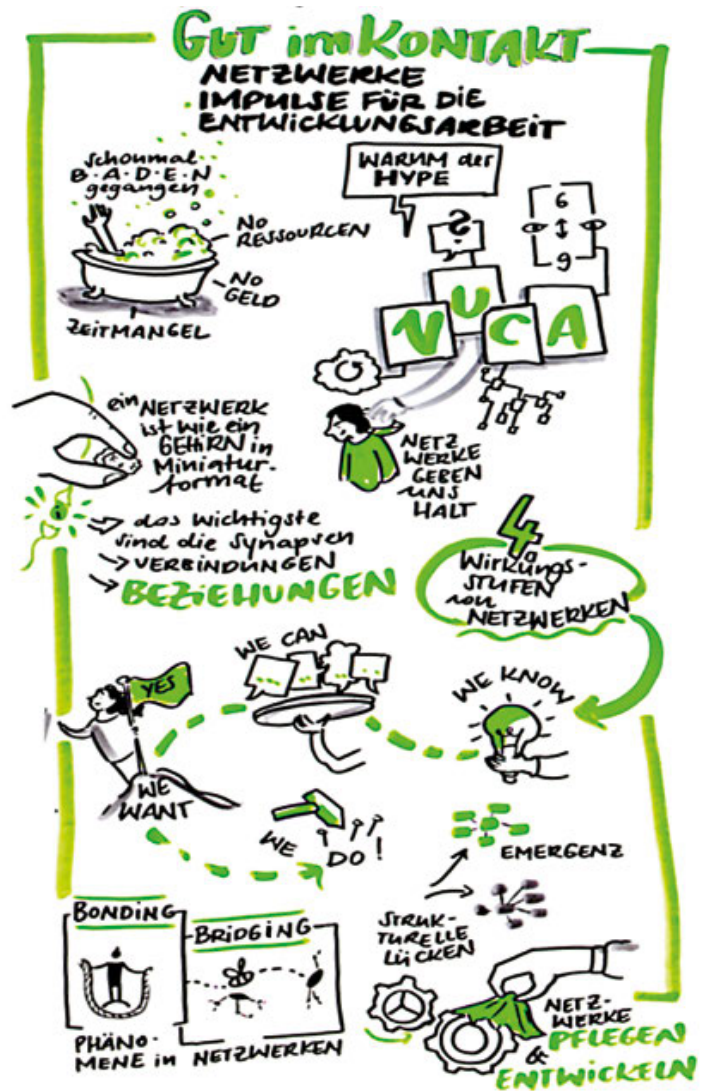 GUT im KONTAKT
NETZWERKE
IMPULSE FÜR DIE
ENTWICKLUNGSARBEIT
schonmal
B·A·D·E·N
gegangen
NO
RESSOURCEN
NO
GELD
ZEITMANGEL
WARUM der
HYPE
?
6
9
VUCA
NETZ
WERKE
GEBEN
UNS
HALT
ein NETZWERK
ist wie ein
GEHIRN in
Miniatur-
format
das wichtigste
sind die Synapsen
VERBINDUNGEN
BEZIEHUNGEN
4
Wirkungs-
STUFEN
von
NETZWERKEN
WE KNOW
WE CAN
YES
WE
WANT
WE DO!
EMERGENZ
STRUK-
TURELLE
LÜCKEN
BONDING
BRIDGING
PHÄNO-
MENE in NETZWERKEN
NETZ-
WERKE
PFLEGEN
&
ENTWICKELN